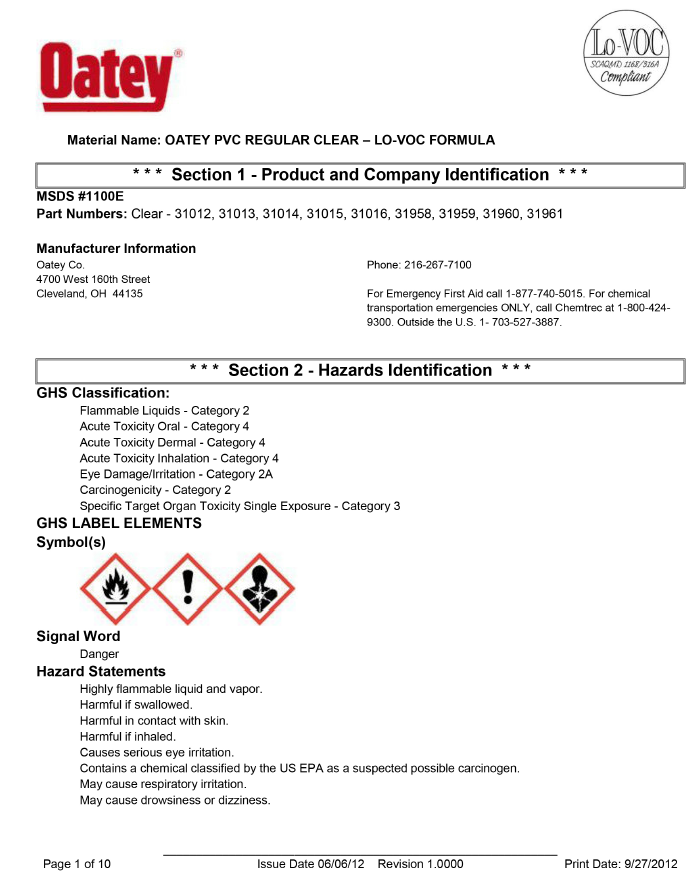 Oatey®
Lo-VOC
SCAQMD 1168/316A
Compliant
Material Name: OATEY PVC REGULAR CLEAR – LO-VOC FORMULA
* * * Section 1 - Product and Company Identification * * *
MSDS #1100E
Part Numbers: Clear - 31012, 31013, 31014, 31015, 31016, 31958, 31959, 31960, 31961
Manufacturer Information
Oatey Co.
4700 West 160th Street
Cleveland, OH 44135
Phone: 216-267-7100
For Emergency First Aid call 1-877-740-5015. For chemical
transportation emergencies ONLY, call Chemtrec at 1-800-424-
9300. Outside the U.S. 1- 703-527-3887.
* * * Section 2 - Hazards Identification * * *
GHS Classification:
Flammable Liquids - Category 2
Acute Toxicity Oral - Category 4
Acute Toxicity Dermal - Category 4
Acute Toxicity Inhalation - Category 4
Eye Damage/Irritation - Category 2A
Carcinogenicity - Category 2
Specific Target Organ Toxicity Single Exposure - Category 3
GHS LABEL ELEMENTS
Symbol(s)
Signal Word
Danger
Hazard Statements
Highly flammable liquid and vapor.
Harmful if swallowed.
Harmful in contact with skin.
Harmful if inhaled.
Causes serious eye irritation.
Contains a chemical classified by the US EPA as a suspected possible carcinogen.
May cause respiratory irritation.
May cause drowsiness or dizziness.
Page 1 of 10 Issue Date 06/06/12 Revision 1.0000 Print Date: 9/27/2012